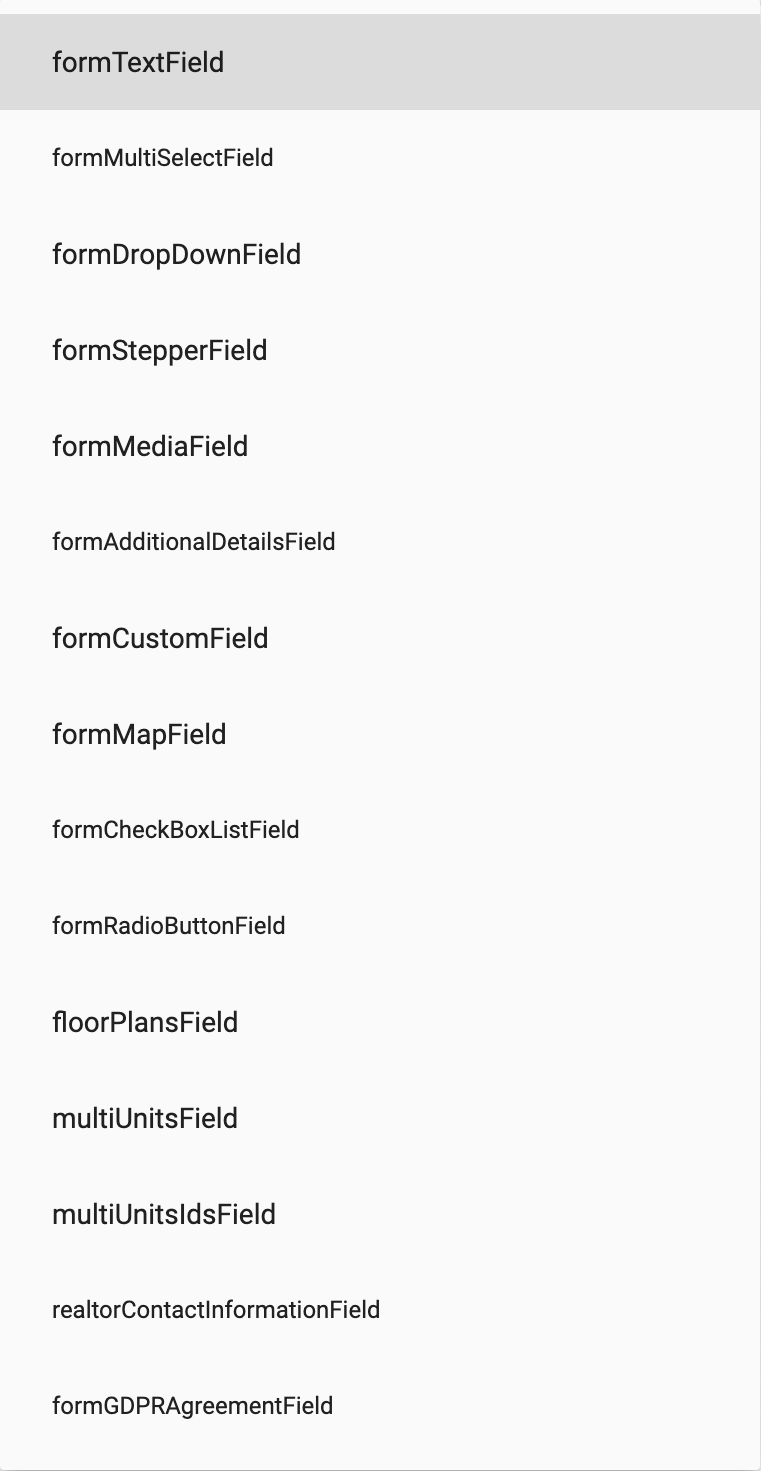 formTextField
formMultiSelectField
formDropDownField
formStepperField
formMediaField
formAdditionalDetailsField
formCustomField
formMapField
formCheckBoxListField
formRadioButtonField
floorPlansField
multiUnitsField
multiUnitsIdsField
realtorContactInformationField
formGDPRAgreementField